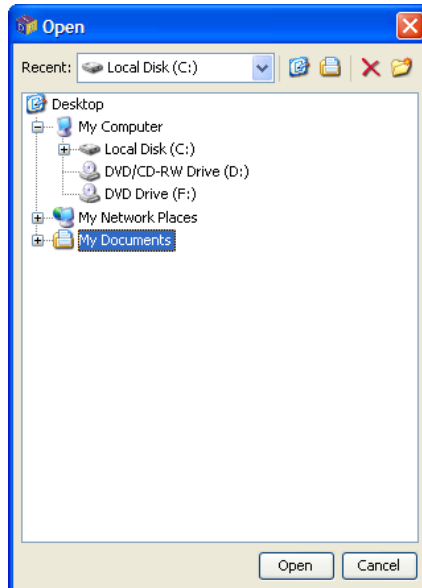 Open
Recent: Local Disk (C:)
Desktop
My Computer
Local Disk (C:)
DVD/CD-RW Drive (D:)
DVD Drive (F:)
My Network Places
My Documents
Open Cancel